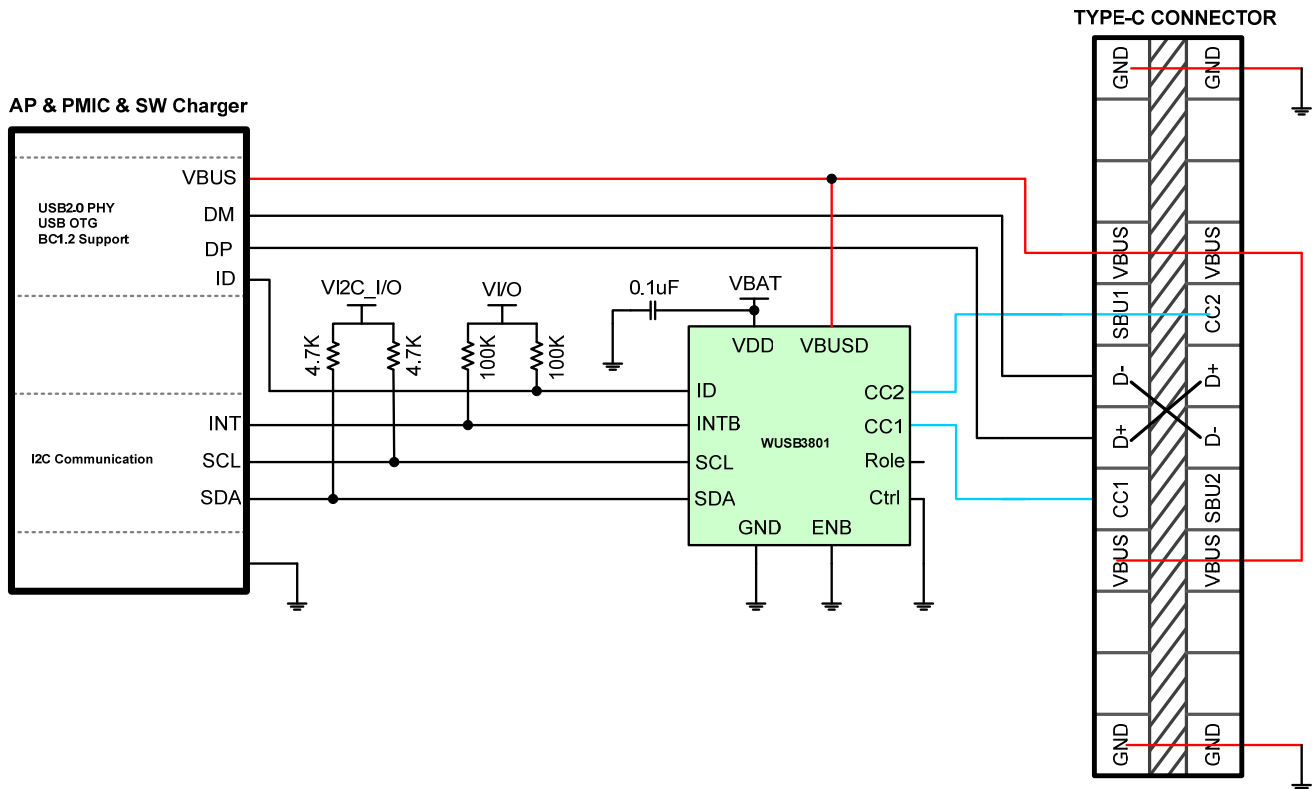 TYPE-C CONNECTOR
AP & PMIC & SW Charger
USB2.0 PHY
USB OTG
BC1.2 Support
VBUS
DM
DP
ID
I2C Communication
INT
SCL
SDA
VI2C_I/O
4.7K
4.7K
VI/O
100K
100K
0.1uF
VBAT
VDD
VBUSD
ID
INTB
SCL
SDA
WUSB3801
CC2
CC1
Role
Ctrl
GND
ENB
GND
GND
VBUS
VBUS
SBU1
CC2
D-
D+
D+
D-
CC1
SBU2
VBUS
VBUS
GND
GND